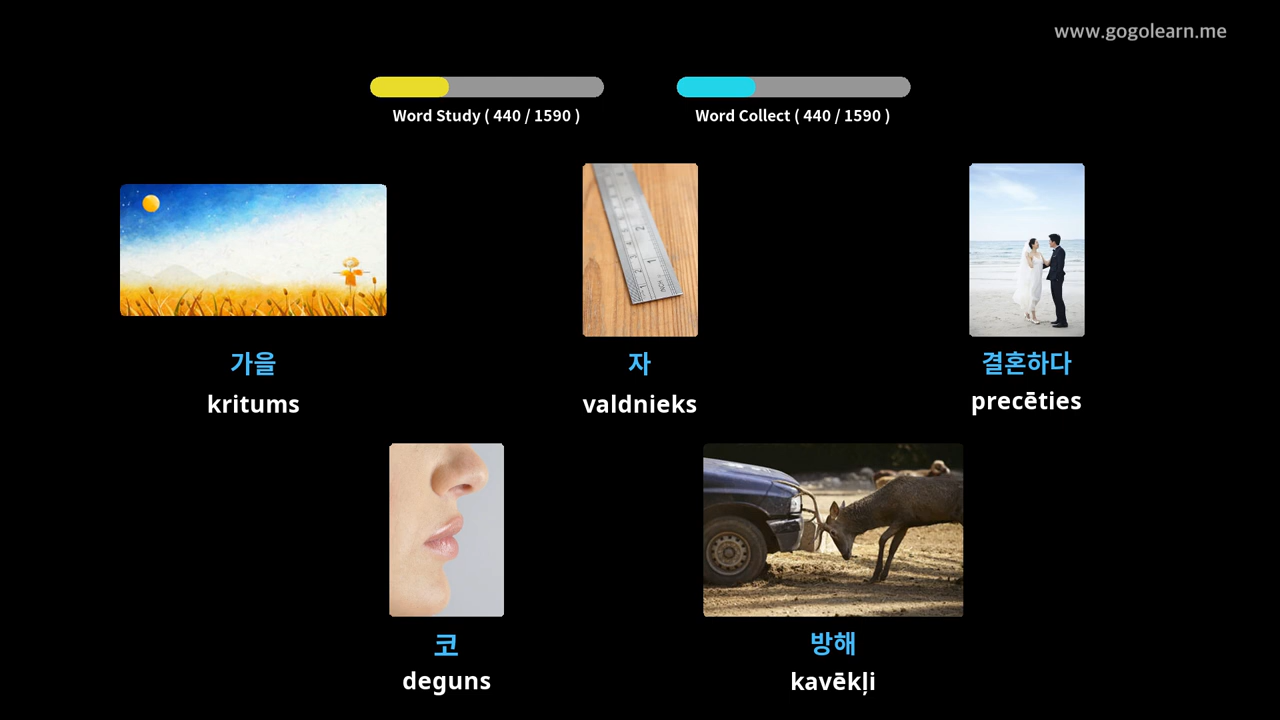 www.gogolearn.me
Word Study ( 440 / 1590 )
Word Collect ( 440 / 1590 )
가을
kritums
자
valdnieks
결혼하다
precēties
코
deguns
방해
kavēkļi